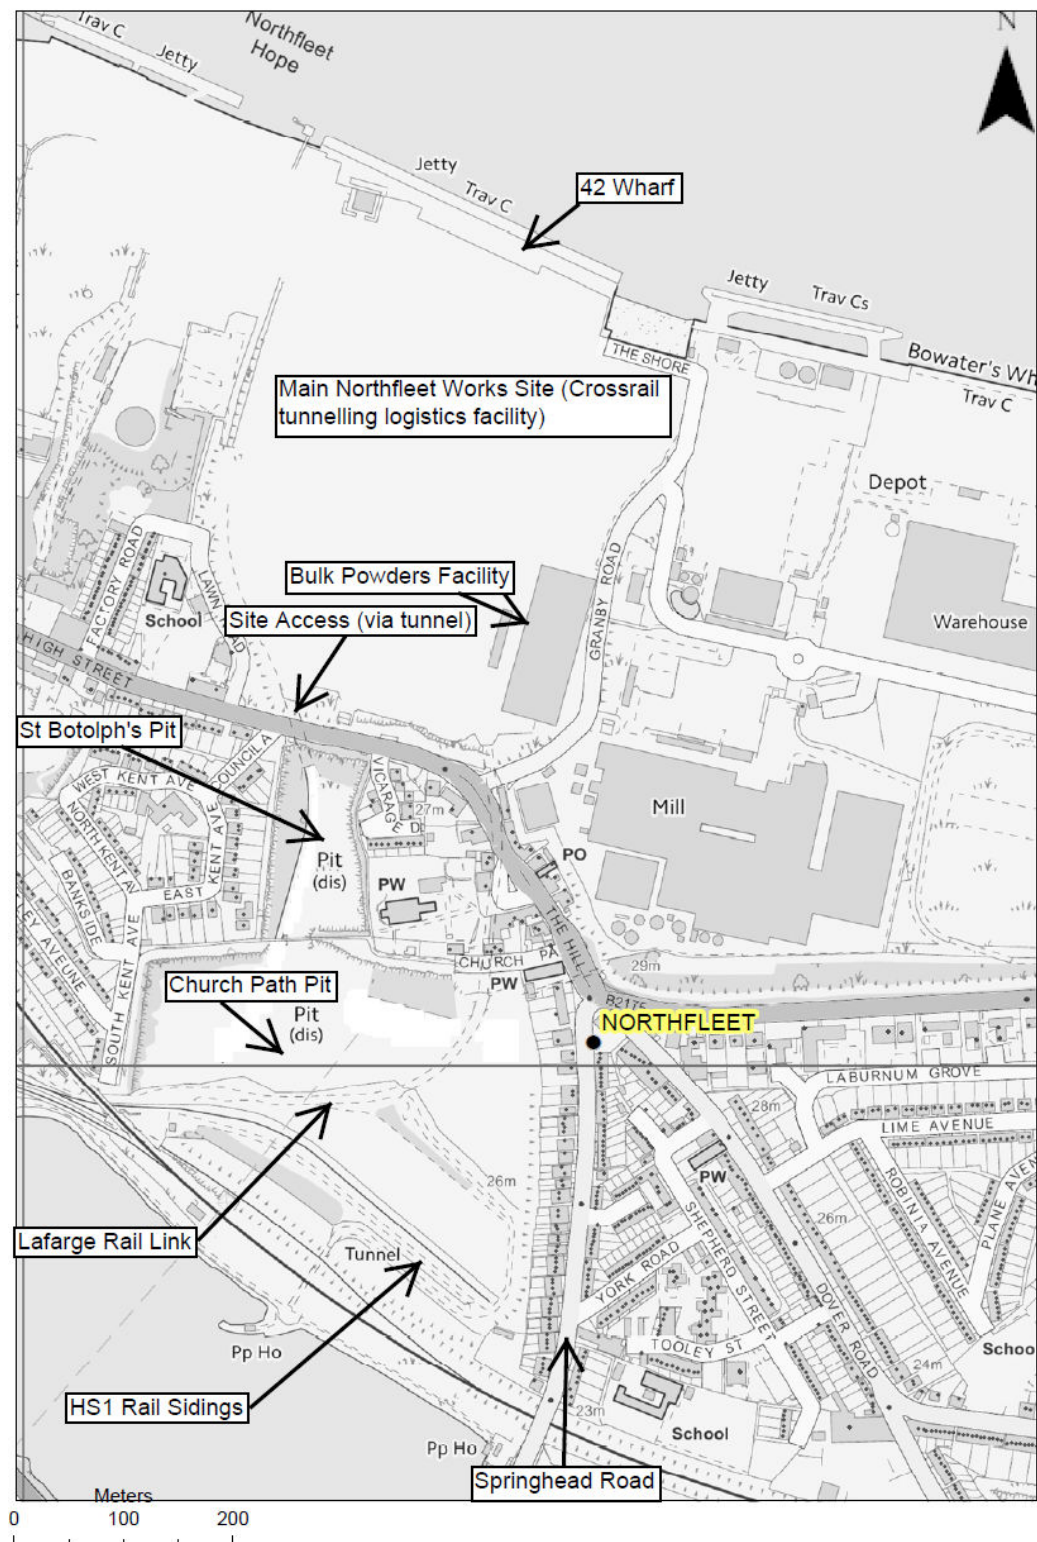 N
Northfleet
Hope
Trav C
Jetty
Jetty
Trav C
42 Wharf
Jetty
Trav Cs
THE SHORE
Bowater's Wh
Trav C
Main Northfleet Works Site (Crossrail
tunnelling logistics facility)
Depot
FACTORY ROAD
School
Bulk Powders Facility
GRANBY ROAD
Site Access (via tunnel)
Warehouse
HIGH STREET
St Botolph's Pit
WEST KENT AVE
COUNCIL A
VICARAGE
27m
Mill
NORTH KENT AV
KENT AVE
Pit
(dis)
PO
PW
EAST
BANKSIDE
LEY AVEUNE
SOUTH KENT AVE
THE HILL
CHURCH PA
PW
29m
Church Path Pit
Pit
(dis)
B2175
NORTHFLEET
LABURNUM GROVE
28m
LIME AVENUE
26m
PW
ROBINIA AVENUE
PLANE AVEN
SHEPHERD STREET
26m
Lafarge Rail Link
Tunnel
YORK ROAD
DOVER ROAD
Pp Ho
TOOLEY ST
Schoo
24m
HS1 Rail Sidings
23m
School
Pp Ho
Springhead Road
Meters
0 100 200